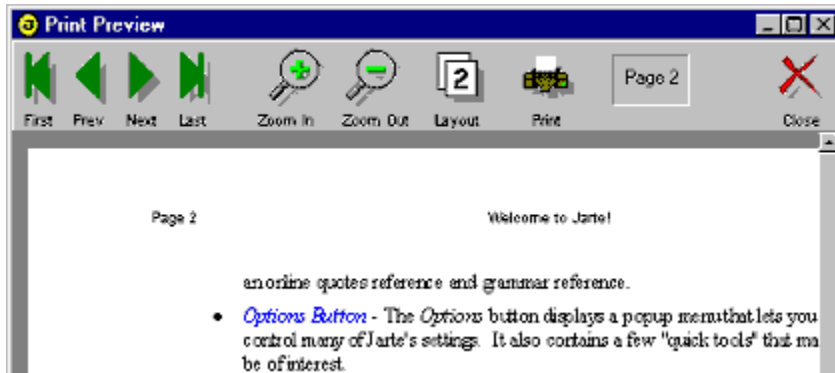 Print Preview
2 Page 2
First Prev Next Last Zoom In Zoom Out Layout Print Close
Page 2 Welcome to Jarte!
an online quotes reference and grammar reference.
• Options Button - The Options button displays a popup menu that lets you
control many of Jarte's settings. It also contains a few "quick tools" that ma
be of interest.